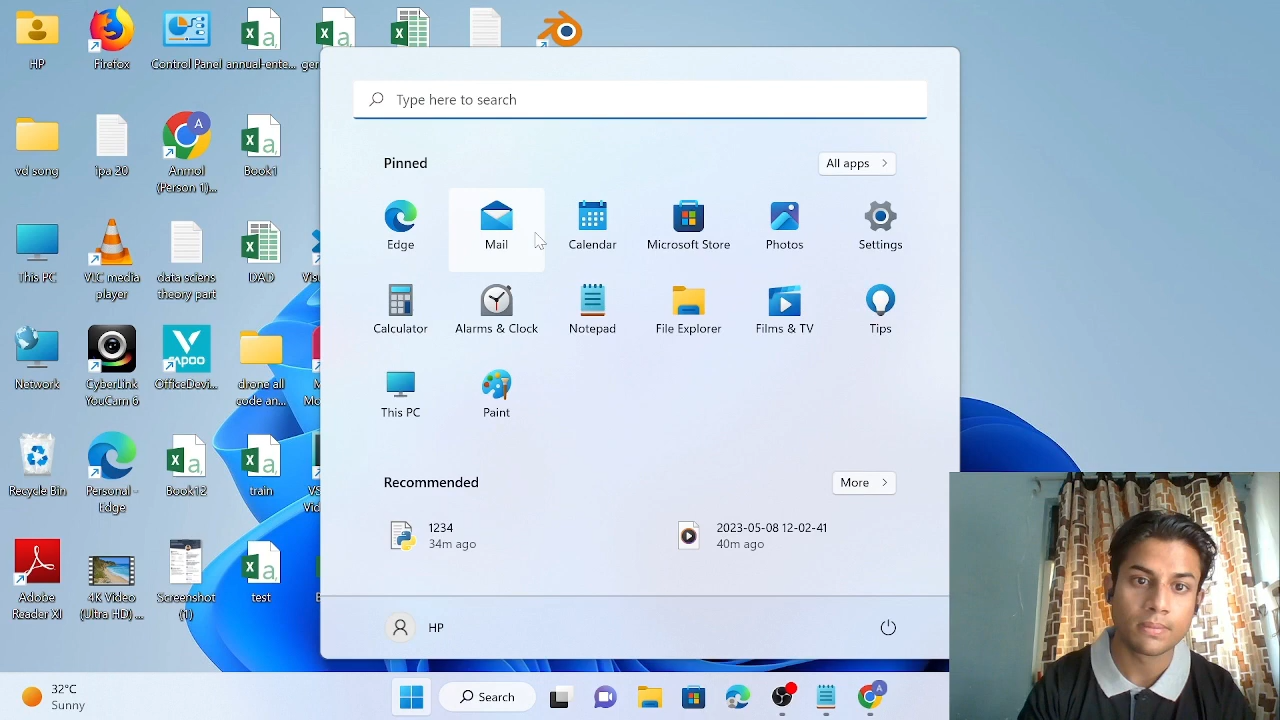 HP
Firefox
Control Panel
annual-ente...
Type here to search
vd song
ipa 20
Anmol
(Person 1)...
Book1
Pinned
All apps
Edge
Mail
Calendar
Microsoft Store
Photos
Settings
This PC
VLC media
player
data sciens
theory part
DAD
Calculator
Alarms & Clock
Notepad
File Explorer
Films & TV
Tips
Network
CyberLink
YouCam 6
OfficeDevi...
drone all
code an...
This PC
Paint
Recycle Bin
Personal -
Edge
Book12
train
Recommended
More
1234
34m ago
2023-05-08 12-02-41
40m ago
Adobe
Reader XI
4K Video
(Ultra HD) ...
Screenshot
(1)
test
HP
32°C
Sunny
Search
A
A